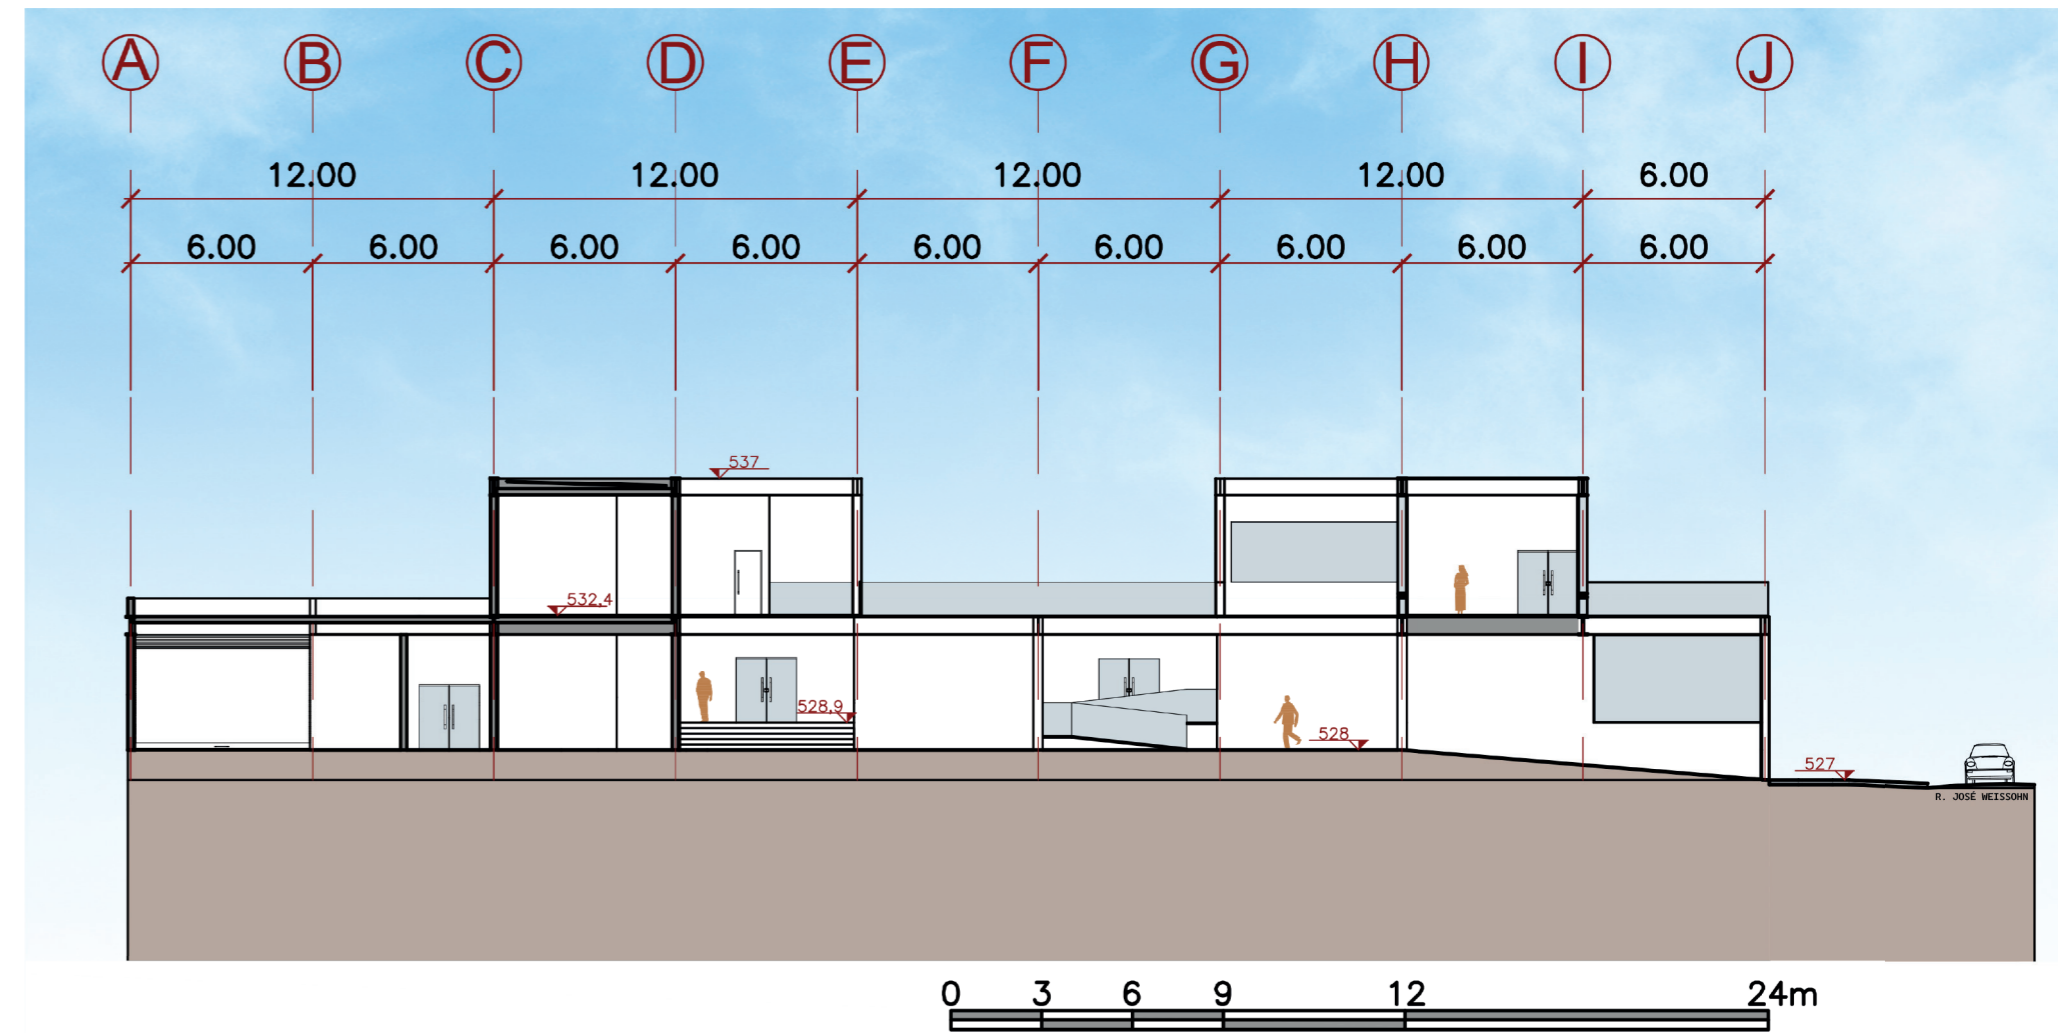 A B C D E F G H I J
12.00 12.00 12.00 12.00 6.00
6.00 6.00 6.00 6.00 6.00 6.00 6.00 6.00 6.00
537
532,4
528,9
528
527
R. JOSÉ WEISSOHN
0 3 6 9 12 24m